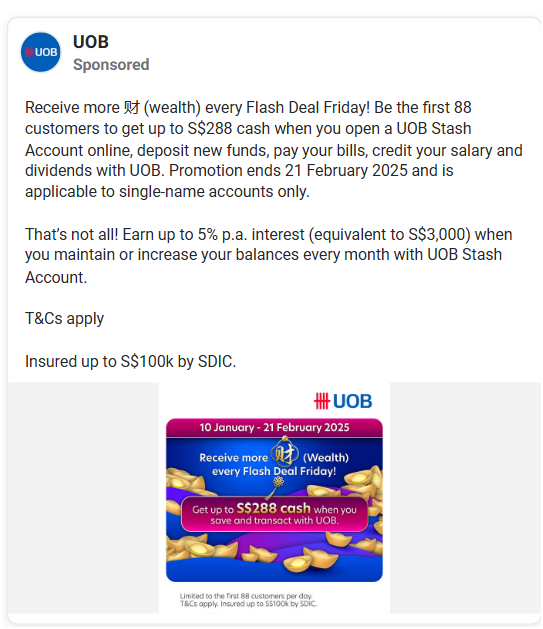 UOB
UOB
Sponsored
Receive more 财 (wealth) every Flash Deal Friday! Be the first 88
customers to get up to S$288 cash when you open a UOB Stash
Account online, deposit new funds, pay your bills, credit your salary and
dividends with UOB. Promotion ends 21 February 2025 and is
applicable to single-name accounts only.
That's not all! Earn up to 5% p.a. interest (equivalent to S$3,000) when
you maintain or increase your balances every month with UOB Stash
Account.
T&Cs apply
Insured up to S$100k by SDIC.
UOB
10 January - 21 February 2025
Receive more 财 (Wealth)
every Flash Deal Friday!
Get up to S$288 cash when you
save and transact with UOB.
Limited to the first 88 customers per day.
T&Cs apply. Insured up to S$100k by SDIC.